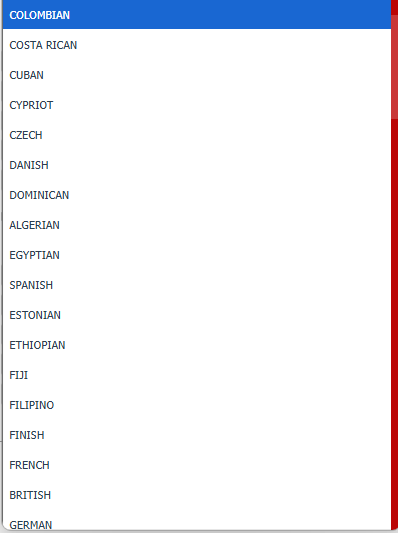 COLOMBIAN
COSTA RICAN
CUBAN
CYPRIOT
CZECH
DANISH
DOMINICAN
ALGERIAN
EGYPTIAN
SPANISH
ESTONIAN
ETHIOPIAN
FIJI
FILIPINO
FINISH
FRENCH
BRITISH
GERMAN